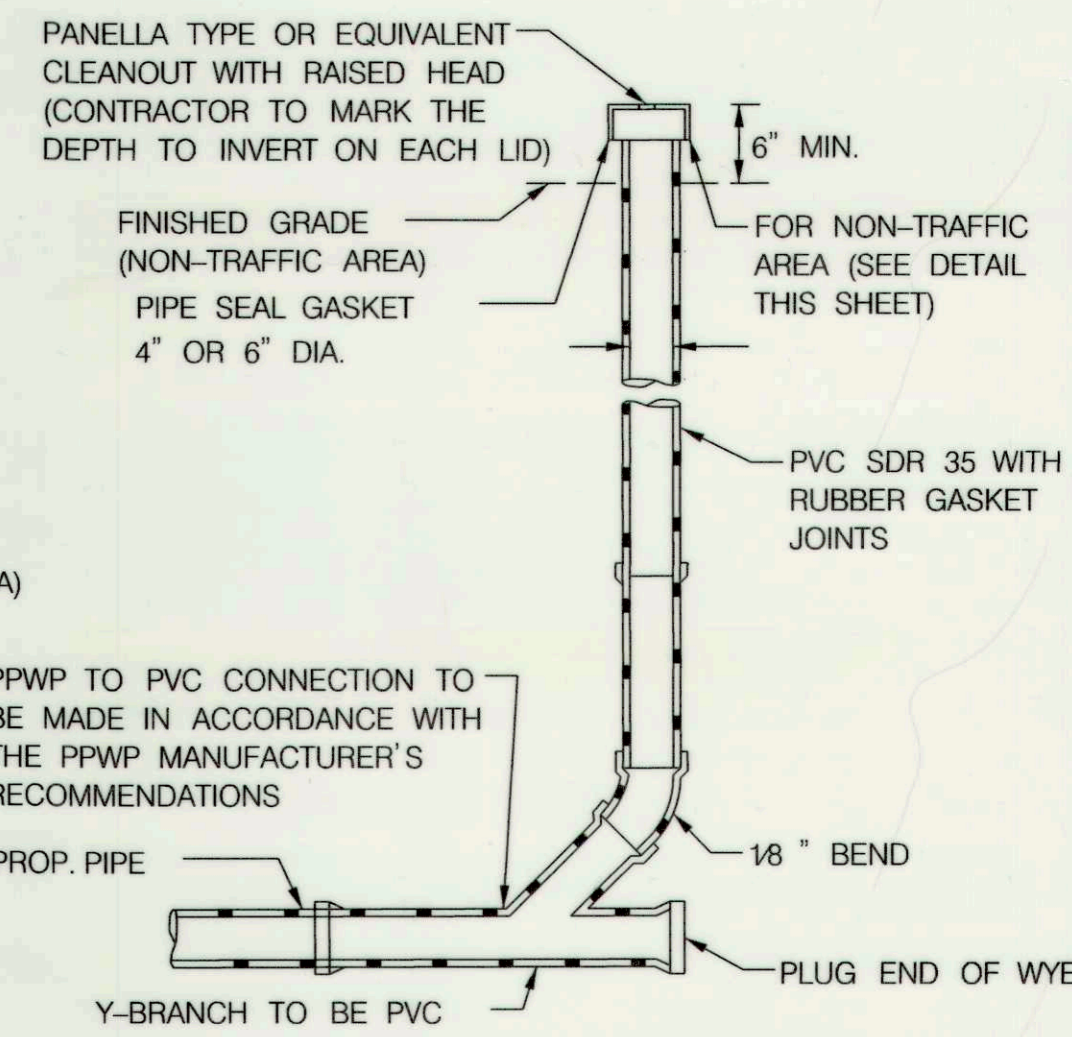 PANELLA TYPE OR EQUIVALENT
CLEANOUT WITH RAISED HEAD
(CONTRACTOR TO MARK THE
DEPTH TO INVERT ON EACH LID)
6" MIN.
FINISHED GRADE
(NON-TRAFFIC AREA)
FOR NON-TRAFFIC
AREA (SEE DETAIL
THIS SHEET)
PIPE SEAL GASKET
4" OR 6" DIA.
PVC SDR 35 WITH
RUBBER GASKET
JOINTS
A)
PPWP TO PVC CONNECTION TO
BE MADE IN ACCORDANCE WITH
THE PPWP MANUFACTURER'S
RECOMMENDATIONS
PROP. PIPE
1/8 " BEND
PLUG END OF WYE
Y-BRANCH TO BE PVC